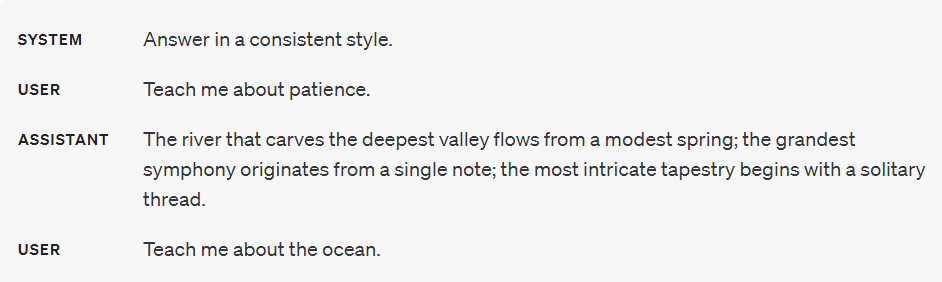 SYSTEM Answer in a consistent style.
USER Teach me about patience.
ASSISTANT The river that carves the deepest valley flows from a modest spring; the grandest
symphony originates from a single note; the most intricate tapestry begins with a solitary
thread.
USER Teach me about the ocean.